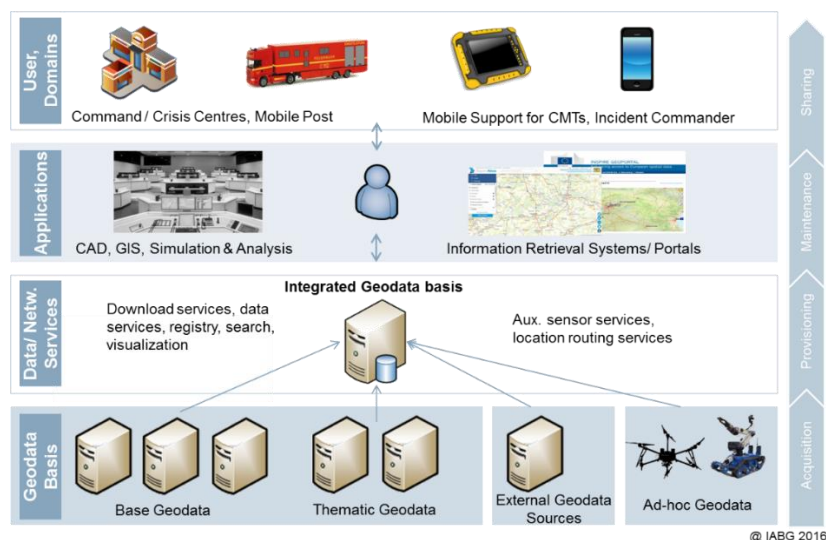 User,
Domains
Command / Crisis Centres, Mobile Post
Mobile Support for CMTs, Incident Commander
Sharing
Applications
CAD, GIS, Simulation & Analysis
INSPIRE GEOPORTAL
Information Retrieval Systems/ Portals
Maintenance
Data/ Netw.
Services
Integrated Geodata basis
Download services, data
services, registry, search,
visualization
Aux. sensor services,
location routing services
Provisioning
Geodata
Basis
Base Geodata
Thematic Geodata
External Geodata
Sources
Ad-hoc Geodata
Acquisition
@ IABG 2016